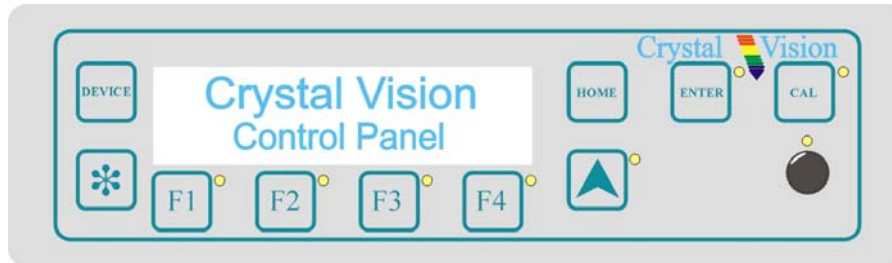 Crystal Vision
DEVICE
Crystal Vision
Control Panel
HOME
ENTER
CAL
F1
F2
F3
F4